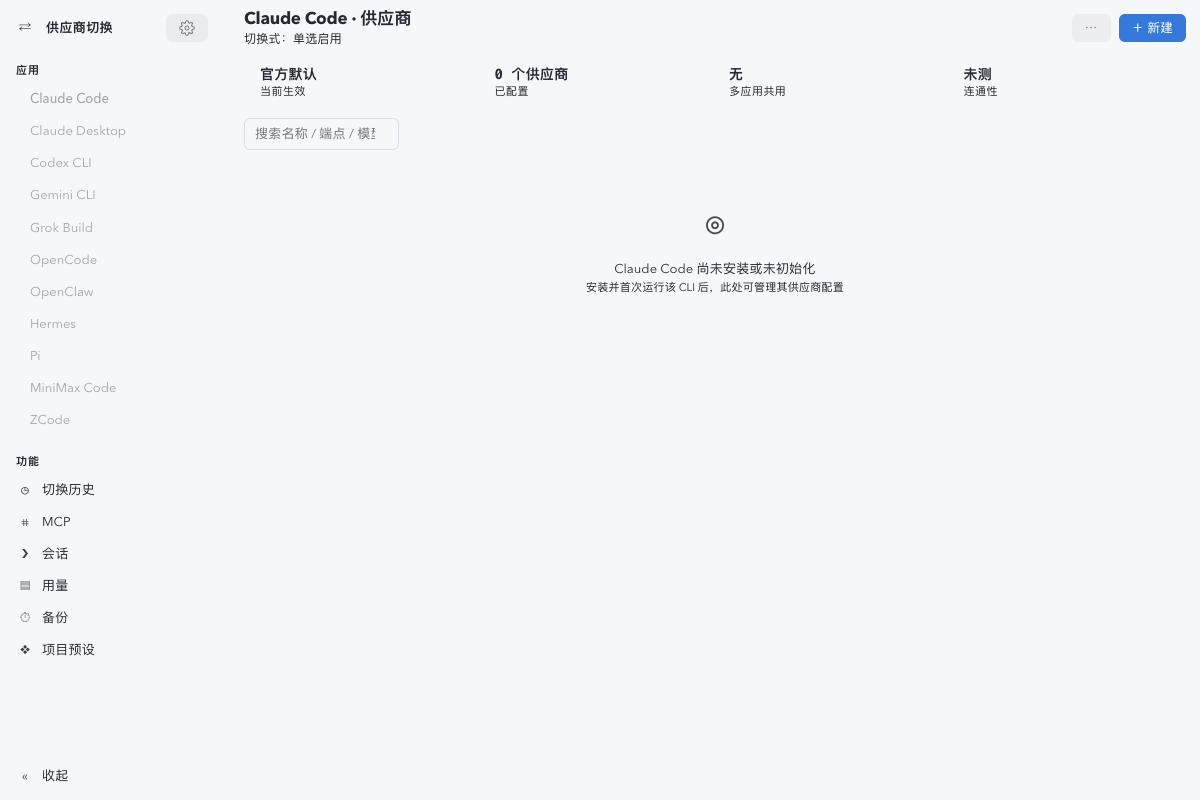 供应商切换
应用
Claude Code
Claude Desktop
Codex CLI
Gemini CLI
Grok Build
OpenCode
OpenClaw
Hermes
Pi
MiniMax Code
ZCode
功能
切换历史
MCP
会话
用量
备份
项目预设
« 收起
Claude Code · 供应商
切换式：单选启用
···
+ 新建
官方默认
当前生效
0 个供应商
已配置
无
多应用共用
未测
连通性
搜索名称 / 端点 /
Claude Code 尚未安装或未初始化
安装并首次运行该 CLI 后，此处可管理其供应商配置